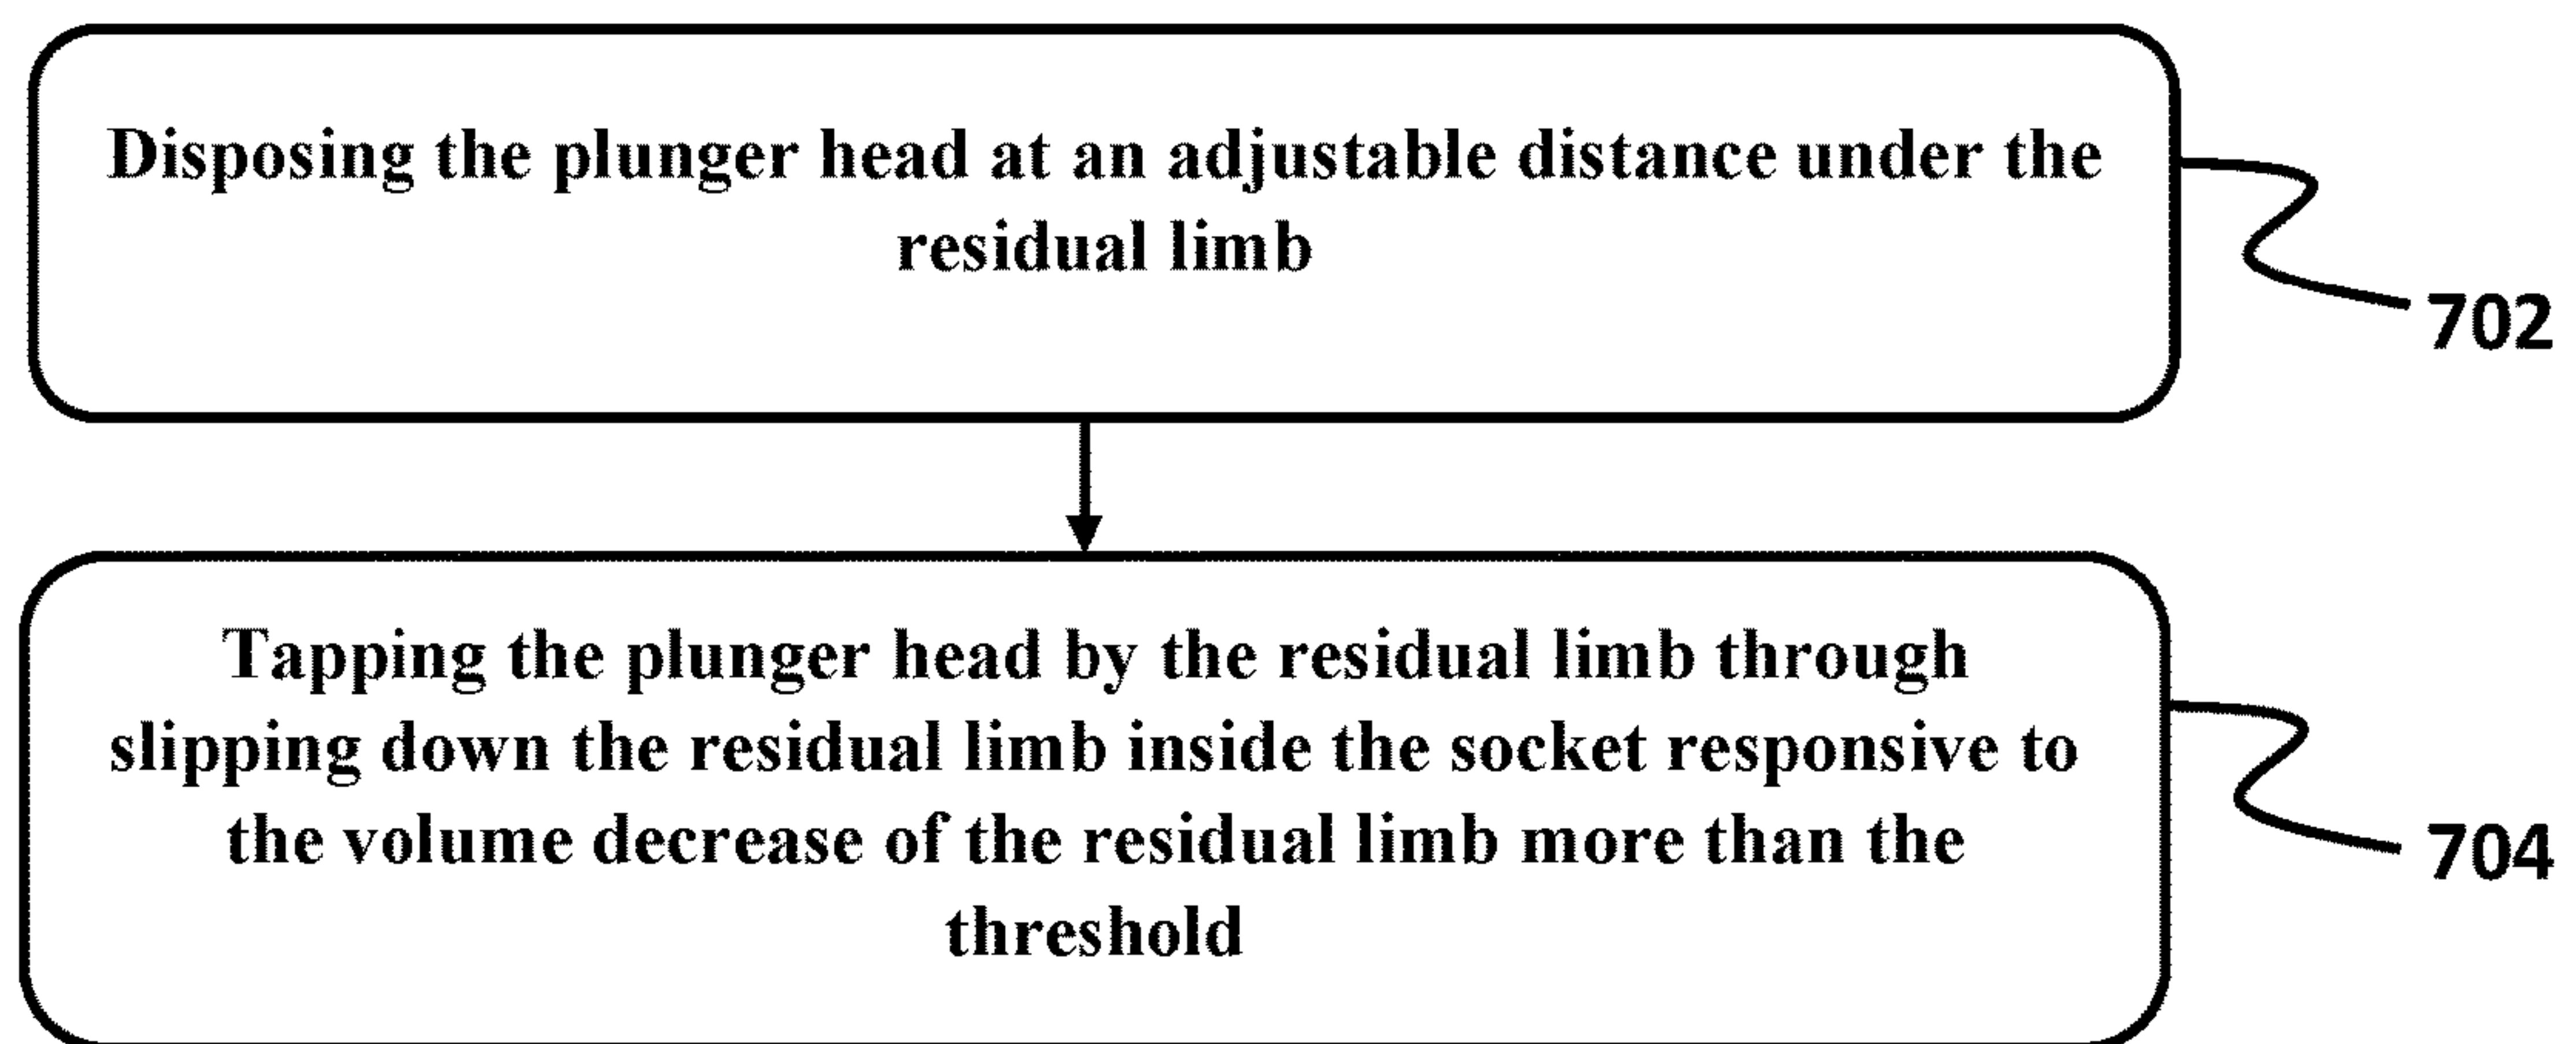 Disposing the plunger head at an adjustable distance under the
residual limb
702
Tapping the plunger head by the residual limb through
slipping down the residual limb inside the socket responsive to
the volume decrease of the residual limb more than the
threshold
704